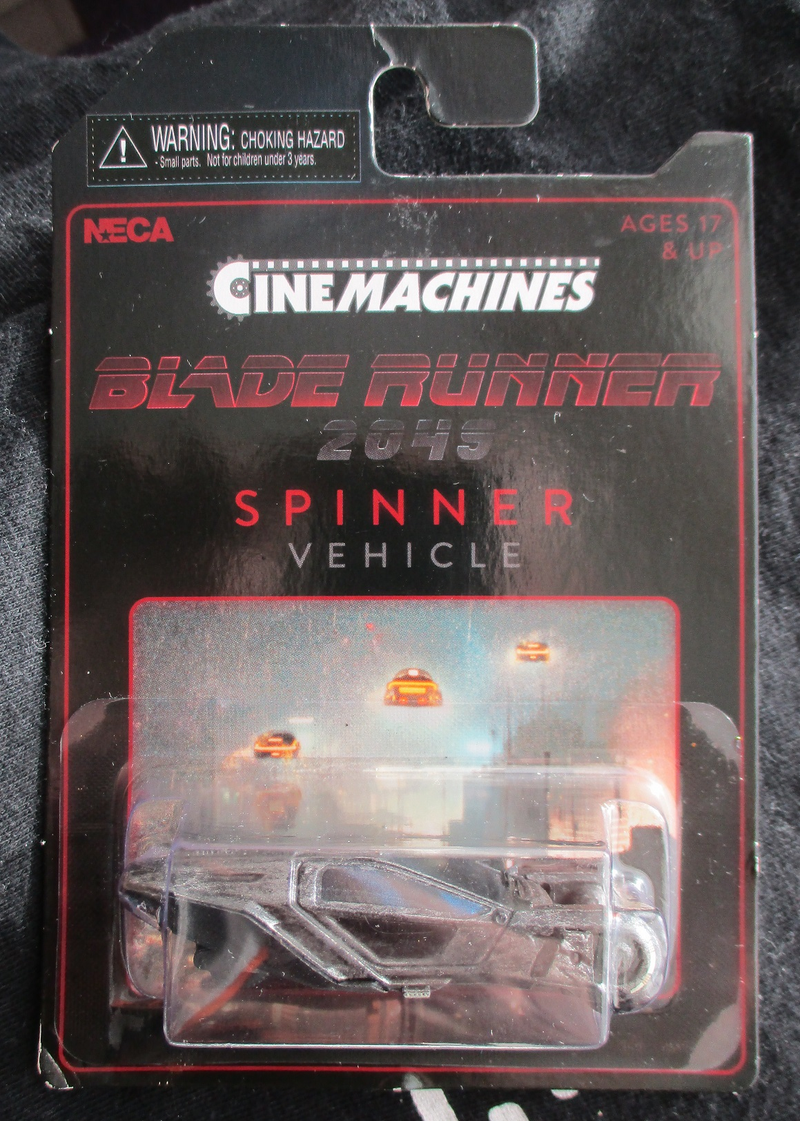 WARNING: CHOKING HAZARD
- Small parts. Not for children under 3 years.
NECA
AGES 17
& UP
CINEMACHINES
BLADE RUNNER
2049
SPINNER
VEHICLE